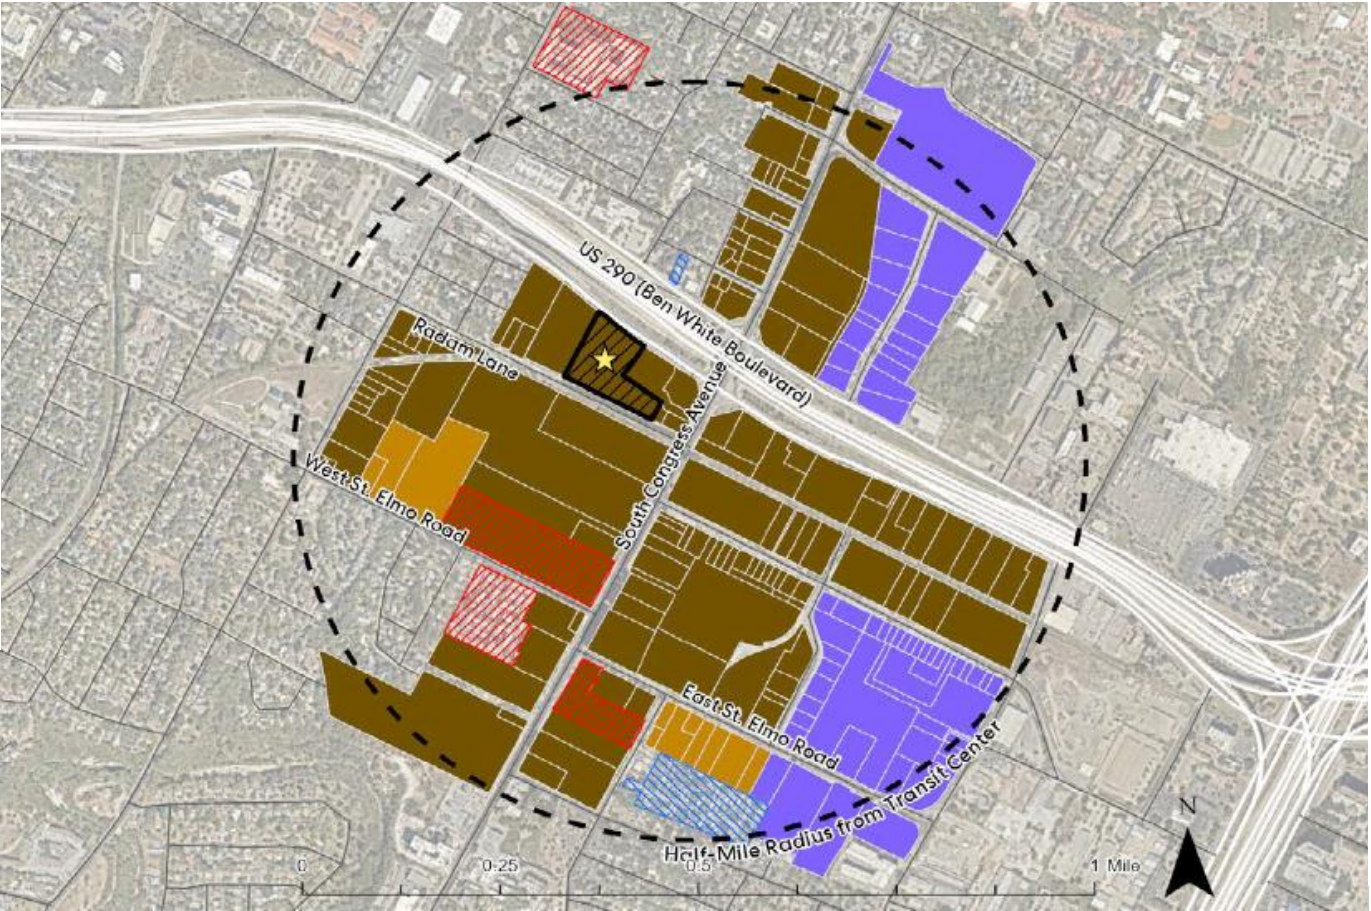 US 290 (Ben White Boulevard)
Radam Lane
South Congress Avenue
West St. Elmo Road
East St. Elmo Road
Half-Mile Radius from Transit Center
N
0 0.25 0.5 1 Mile